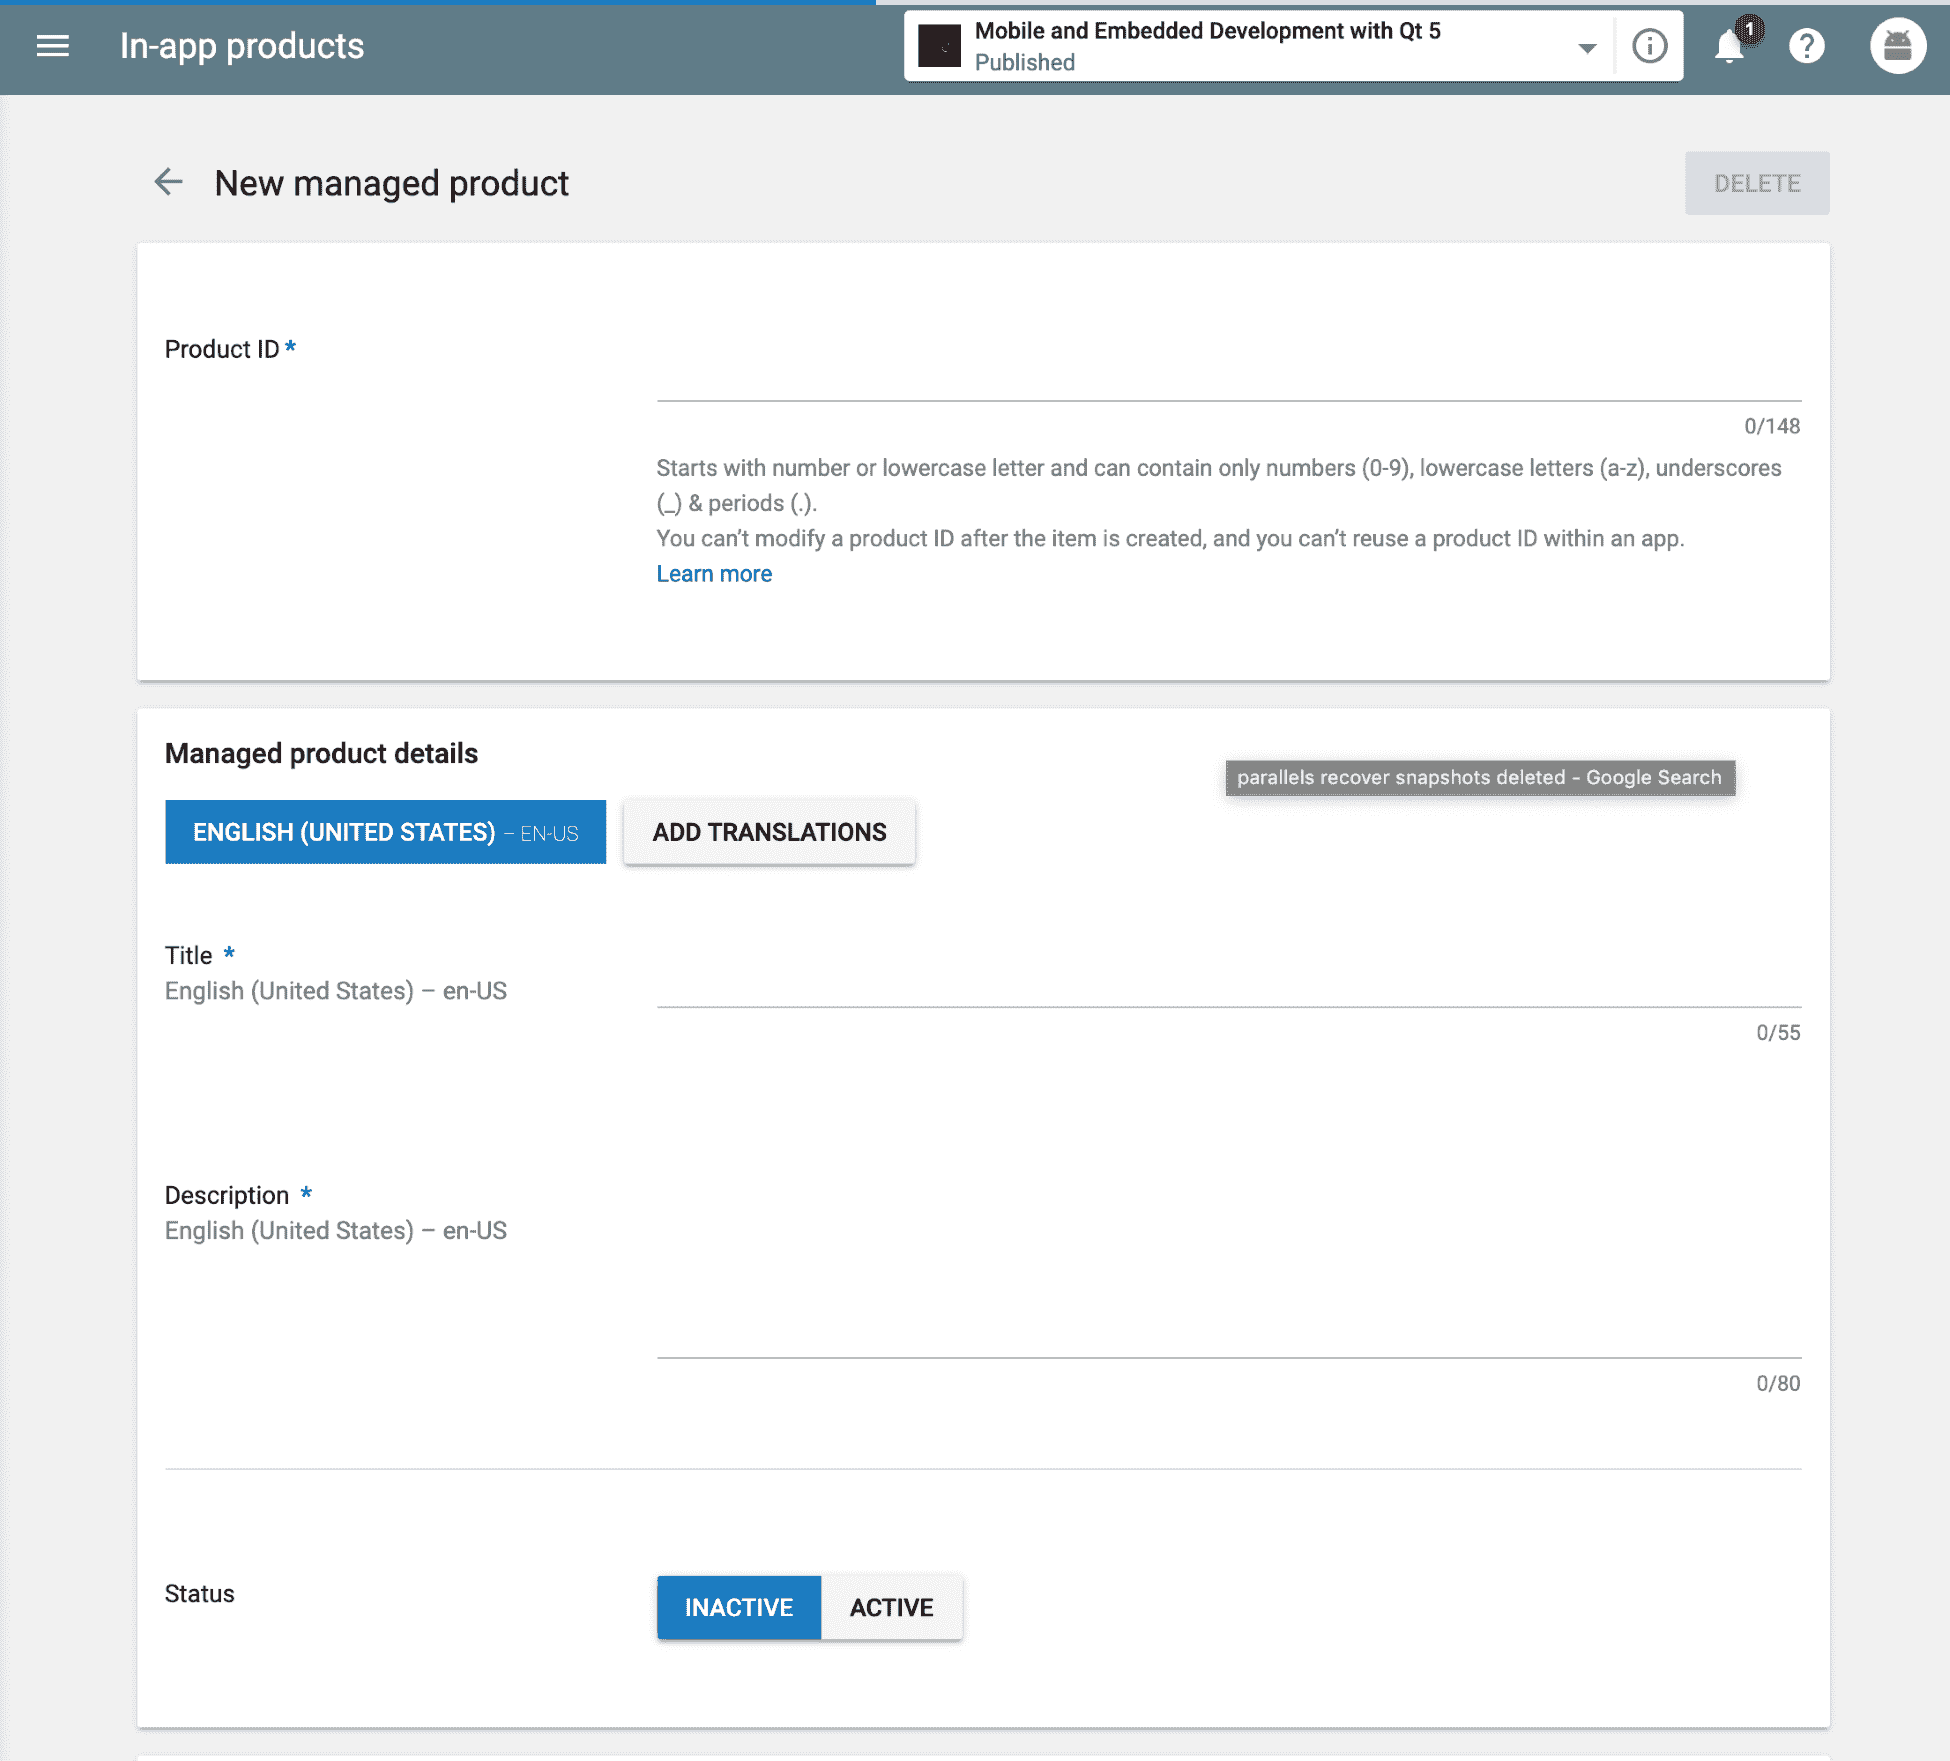 In-app products
Mobile and Embedded Development with Qt 5
Published
1
New managed product
DELETE
Product ID *
0/148
Starts with number or lowercase letter and can contain only numbers (0-9), lowercase letters (a-z), underscores
(_) & periods (.).
You can’t modify a product ID after the item is created, and you can’t reuse a product ID within an app.
Learn more
Managed product details
parallels recover snapshots deleted - Google Search
ENGLISH (UNITED STATES) – EN-US
ADD TRANSLATIONS
Title *
English (United States) – en-US
0/55
Description *
English (United States) – en-US
0/80
Status
INACTIVE
ACTIVE